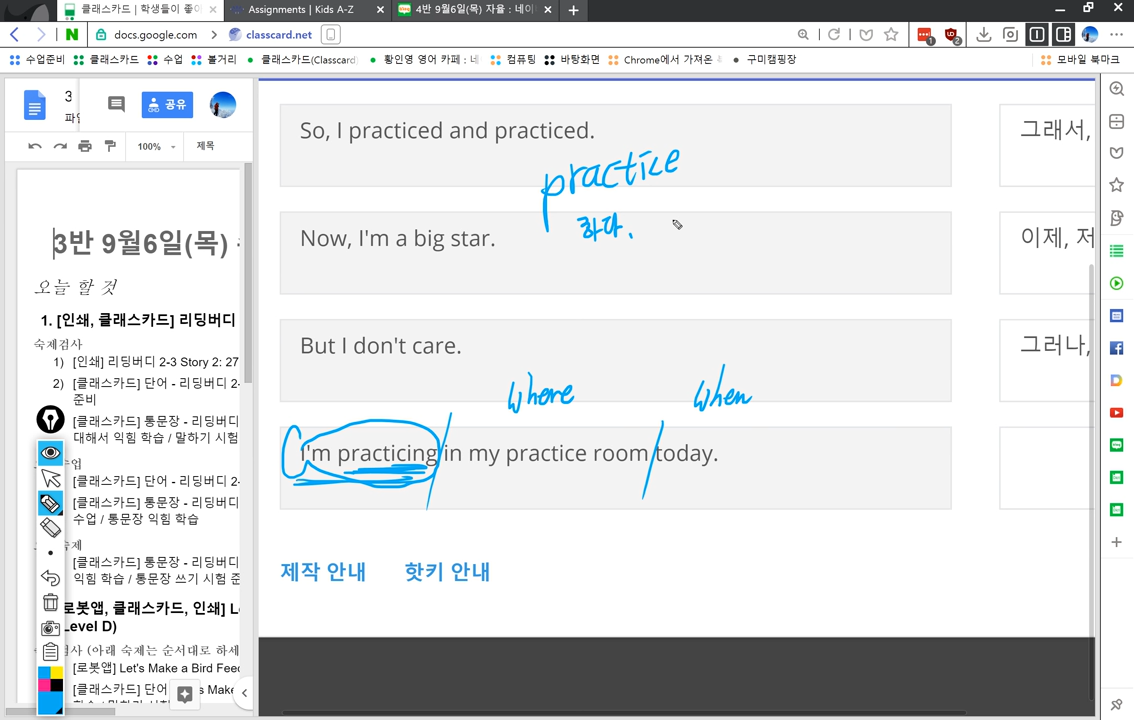 클래스카드 | 학생들이 좋아
Assignments | Kids A-Z
4반 9월6일(목) 자율 : 네이
docs.google.com
classcard.net
수업준비
클래스카드
수업
볼거리
클래스카드(Classcard
황인영 영어 카페 : 네
컴퓨팅
바탕화면
Chrome에서 가져온
구미캠핑장
모바일 북마크
3
공유
100%
제목
3반 9월6일(목)
오늘 할 것
1. [인쇄, 클래스카드] 리딩버디
숙제검사
1) [인쇄] 리딩버디 2-3 Story 2: 27
2) [클래스카드] 단어 - 리딩버디 2-
준비
[클래스카드] 통문장 - 리딩버디
대해서 익힘 학습 / 말하기 시험
[클래스카드] 단어 - 리딩버디 2-
[클래스카드] 통문장 - 리딩버디
수업 / 통문장 익힘 학습
[클래스카드] 통문장 - 리딩버디
익힘 학습 / 통문장 쓰기 시험 준
로봇앱, 클래스카드, 인쇄] L
Level D)
(아래 숙제는 순서대로 하세
[로봇앱] Let's Make a Bird Feed
[클래스카드] 단어
So, I practiced and practiced.
그래서,
practice
하다.
Now, I'm a big star.
이제, 저
But I don't care.
그러나,
where
when
I'm practicing in my practice room today.
제작 안내
핫키 안내